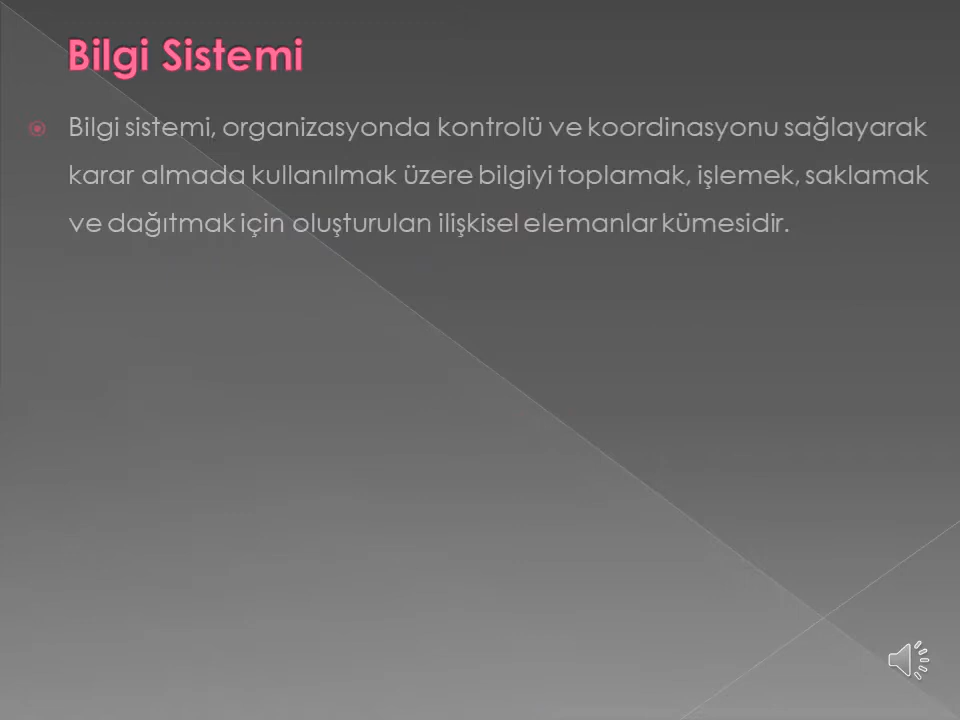 Bilgi Sistemi
Bilgi sistemi, organizasyonda kontrolü ve koordinasyonu sağlayarak
karar almada kullanılmak üzere bilgiyi toplamak, işlemek, saklamak
ve dağıtmak için oluşturulan ilişkisel elemanlar kümesidir.